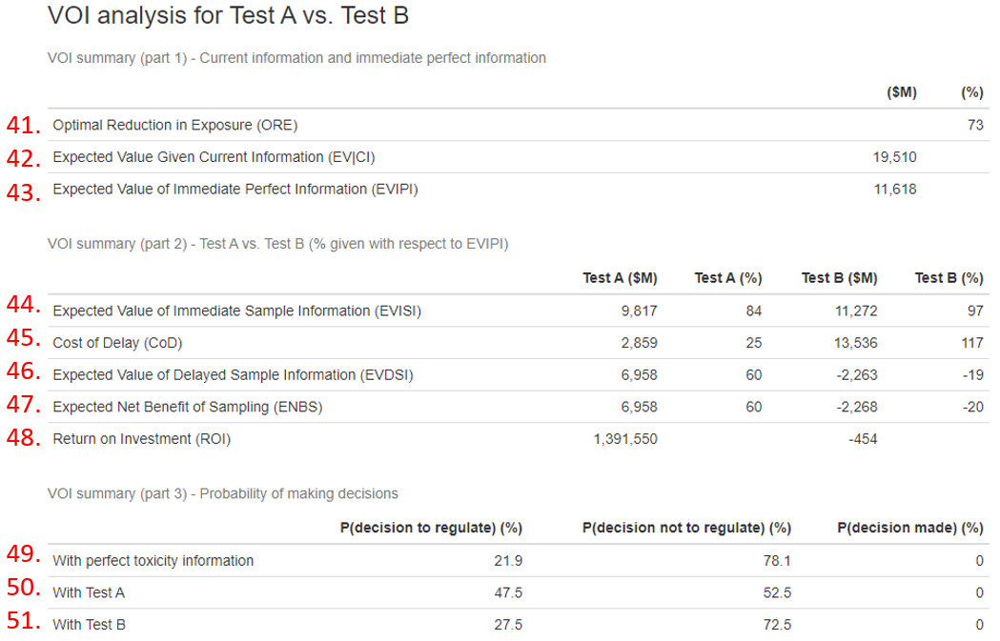 VOI analysis for Test A vs. Test B
VOI summary (part 1) - Current information and immediate perfect information
($M) (%)
41. Optimal Reduction in Exposure (ORE) 73
42. Expected Value Given Current Information (EV|CI) 19,510
43. Expected Value of Immediate Perfect Information (EVIPI) 11,618
VOI summary (part 2) - Test A vs. Test B (% given with respect to EVIPI)
Test A ($M) Test A (%) Test B ($M) Test B (%)
44. Expected Value of Immediate Sample Information (EVISI) 9,817 84 11,272 97
45. Cost of Delay (CoD) 2,859 25 13,536 117
46. Expected Value of Delayed Sample Information (EVDSI) 6,958 60 -2,263 -19
47. Expected Net Benefit of Sampling (ENBS) 6,958 60 -2,268 -20
48. Return on Investment (ROI) 1,391,550 -454
VOI summary (part 3) - Probability of making decisions
P(decision to regulate) (%) P(decision not to regulate) (%) P(decision made) (%)
49. With perfect toxicity information 21.9 78.1 0
50. With Test A 47.5 52.5 0
51. With Test B 27.5 72.5 0